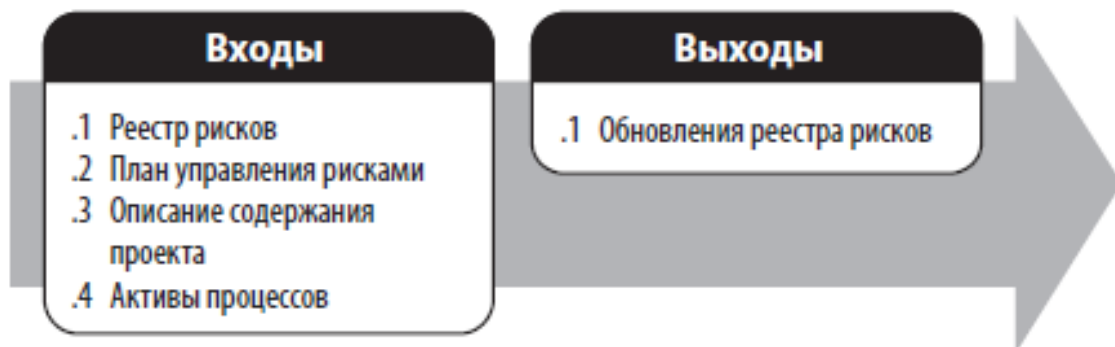 Входы
.1 Реестр рисков
.2 План управления рисками
.3 Описание содержания
проекта
.4 Активы процессов
Выходы
.1 Обновления реестра рисков